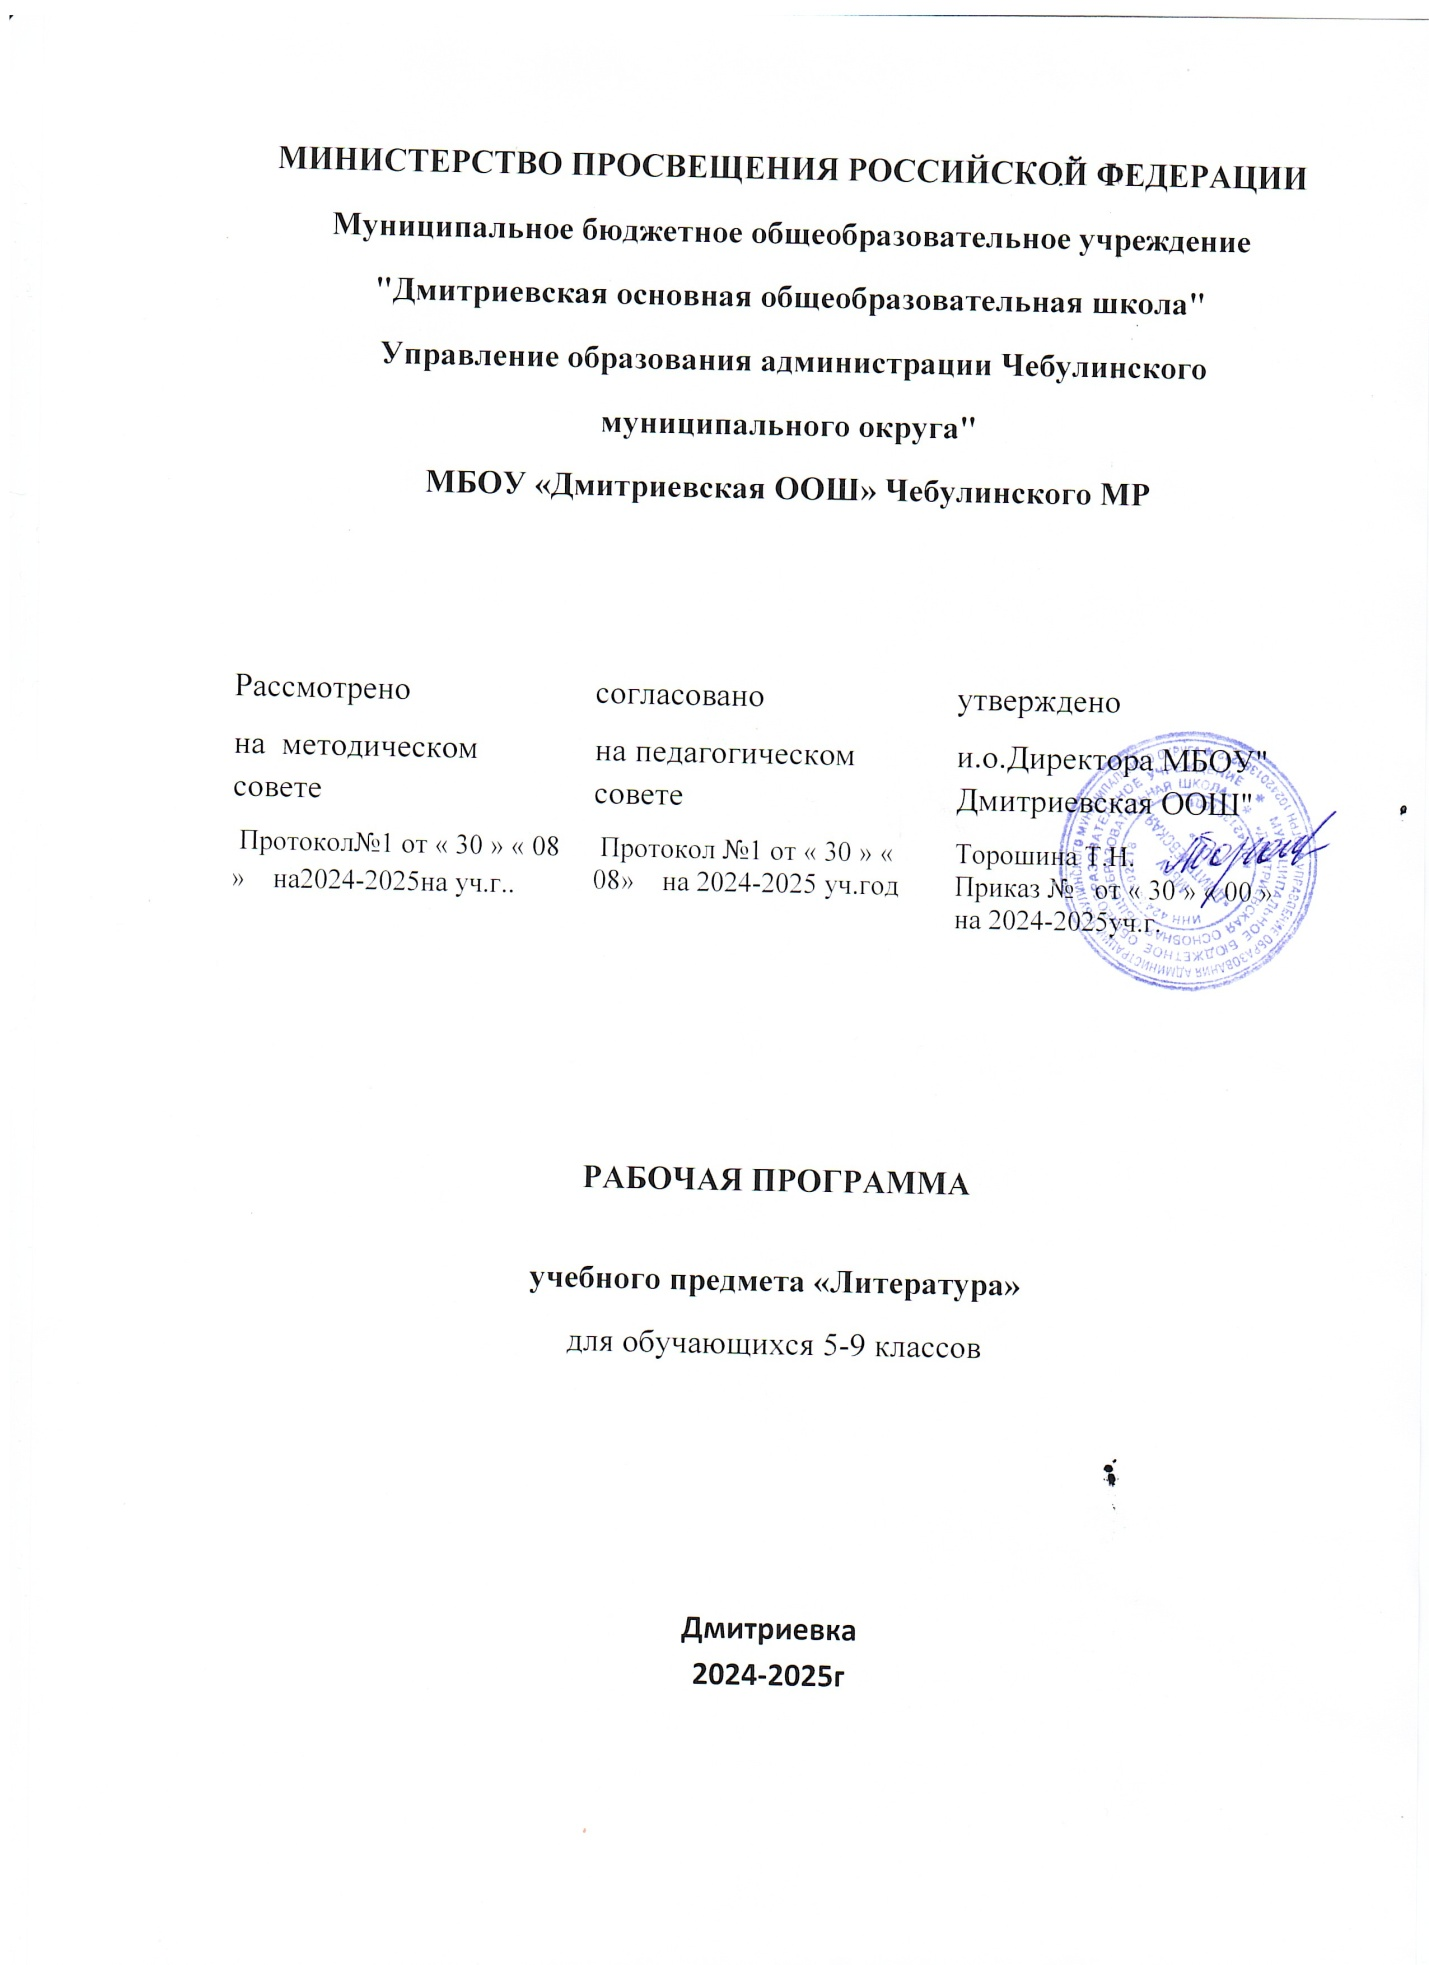 МИНИСТЕРСТВО ПРОСВЕЩЕНИЯ РОССИЙСКОЙ ФЕДЕРАЦИИ
Муниципальное бюджетное общеобразовательное учреждение
"Дмитриевская основная общеобразовательная школа"
Управление образования администрации Чебулинского
муниципального округа"
МБОУ «Дмитриевская ООШ» Чебулинского МР
Рассмотрено
на методическом
совете
Протокол№1 от « 30 » « 08
» на2024-2025на уч.г..
согласовано
на педагогическом
совете
Протокол №1 от « 30 » «
08» на 2024-2025 уч.год
утверждено
и.о.Директора МБОУ"
Дмитриевская ООШ"
Торошина Т.Н.
Приказ № от « 30 » « 00 »
на 2024-2025уч.г.
РАБОЧАЯ ПРОГРАММА
учебного предмета «Литература»
для обучающихся 5-9 классов
Дмитриевка
2024-2025г